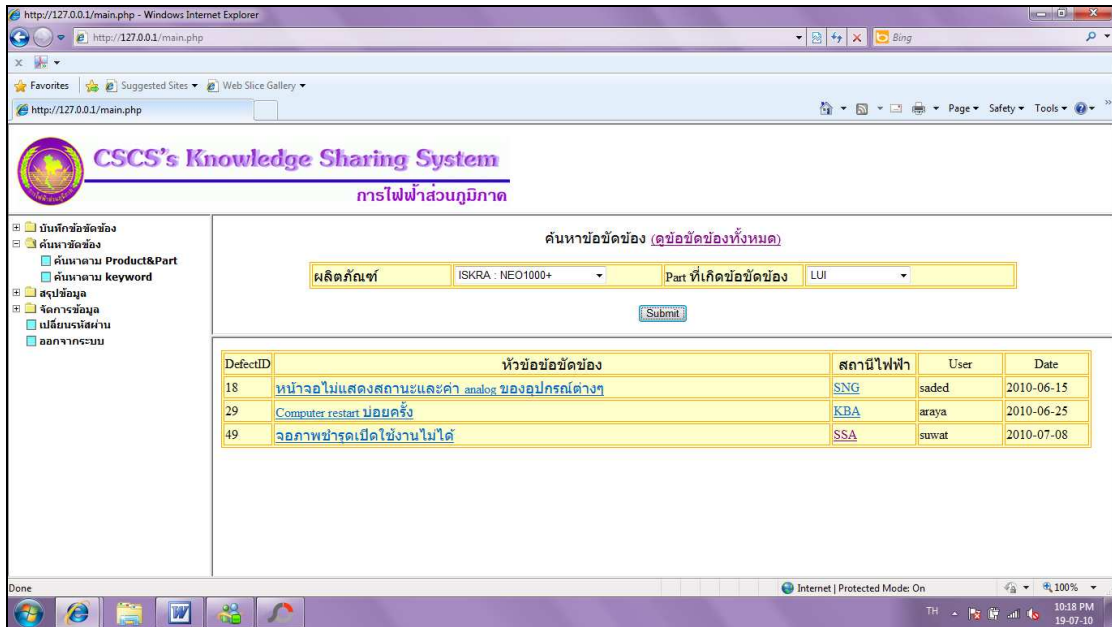 http://127.0.0.1/main.php - Windows Internet Explorer
http://127.0.0.1/main.php
Bing
Favorites Suggested Sites Web Slice Gallery
http://127.0.0.1/main.php
Page Safety Tools
CSCS's Knowledge Sharing System
การไฟฟ้าส่วนภูมิภาค
บันทึกข้อขัดข้อง
ค้นหาขัดข้อง
ค้นหาตาม Product&Part
ค้นหาตาม keyword
สรุปข้อมูล
จัดการข้อมูล
เปลี่ยนรหัสผ่าน
ออกจากระบบ
ค้นหาข้อขัดข้อง (ดูข้อขัดข้องทั้งหมด)
ผลิตภัณฑ์ ISKRA : NEO1000+ Part ที่เกิดข้อขัดข้อง LUI
Submit
DefectID หัวข้อข้อขัดข้อง สถานีไฟฟ้า User Date
18 หน้าจอไม่แสดงสถานะและค่า analog ของอุปกรณ์ต่างๆ SNG saded 2010-06-15
29 Computer restart บ่อยครั้ง KBA araya 2010-06-25
49 จอภาพชำรุดเปิดใช้งานไม่ได้ SSA suwat 2010-07-08
Done Internet | Protected Mode: On 100%
TH 10:18 PM
19-07-10